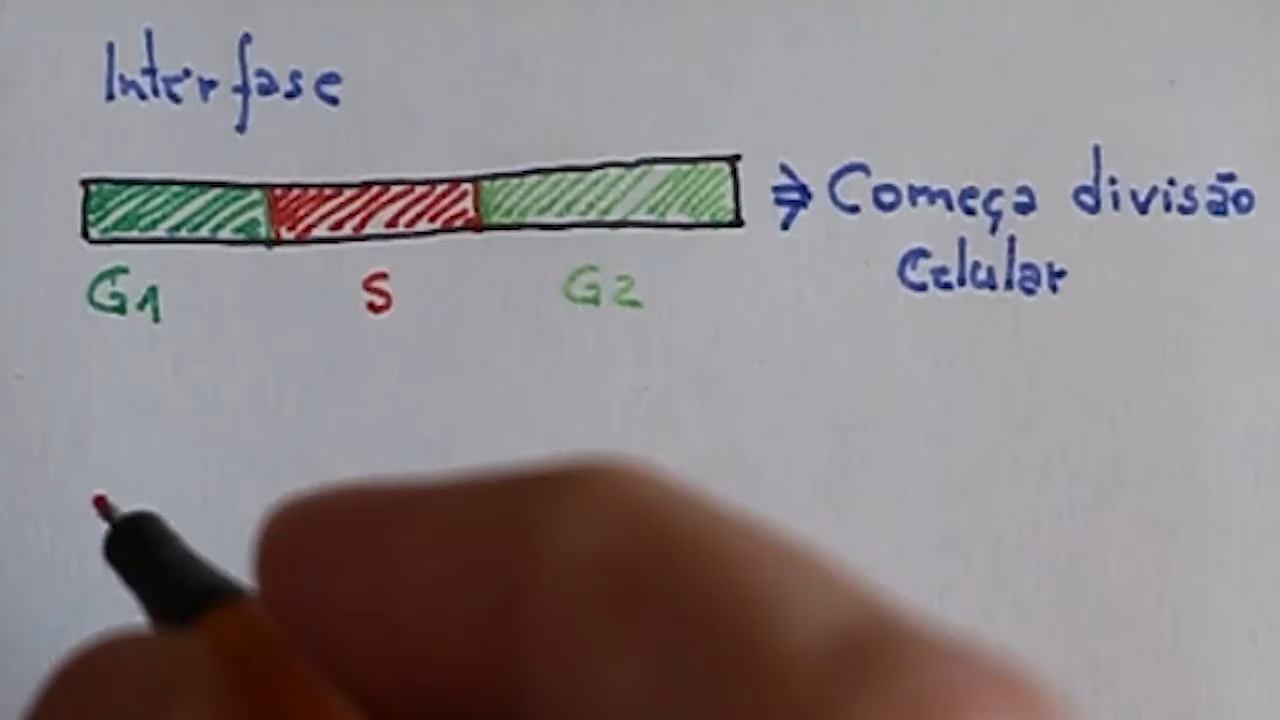 Interfase
⇒ Começa divisão
Celular
G1 S G2